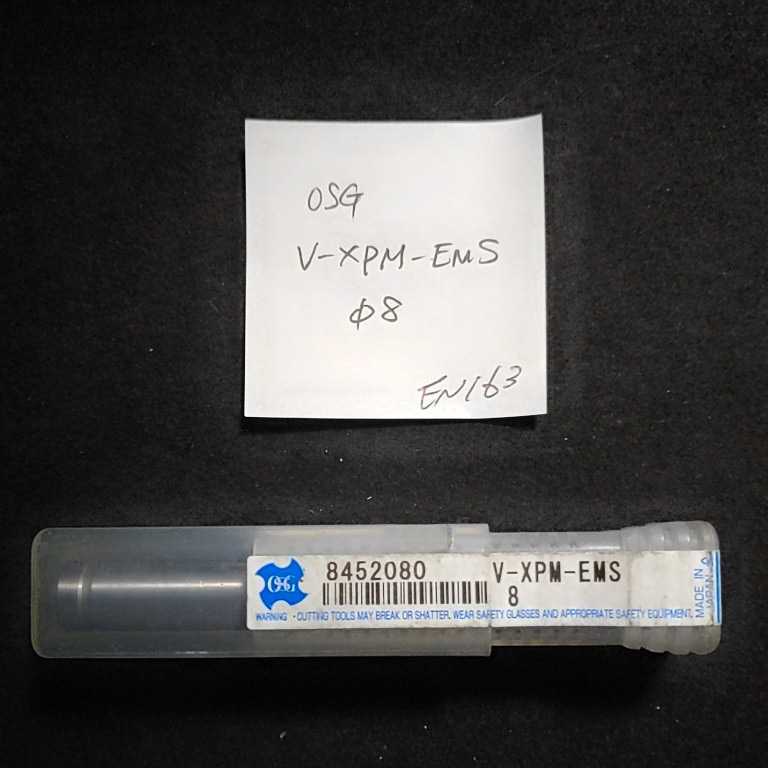 OSG
V-XPM-EMS
φ8
EN163
OSG 8452080 V-XPM-EMS
8
WARNING・CUTTING TOOLS MAY BREAK OR SHATTER. WEAR SAFETY GLASSES AND APPROPRIATE SAFETY EQUIPMENT.
MADE IN
JAPAN